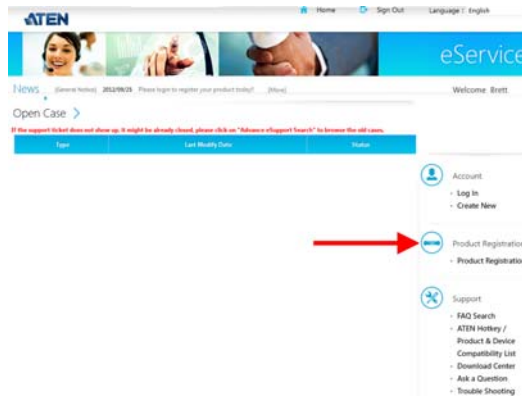 ATEN
Home Sign Out Language : English
eService
News [General Notice] 2012/09/25 Please login to register your product today!! [More]
Welcome Brett
Open Case >
If the support ticket does not show up, it might be already closed, please click on "Advance eSupport Search" to browse the old cases.
Type Last Modify Date Status
Account
Log In
Create New
Product Registration
Product Registration
Support
FAQ Search
ATEN Hotkey /
Product & Device
Compatibility List
Download Center
Ask a Question
Trouble Shooting